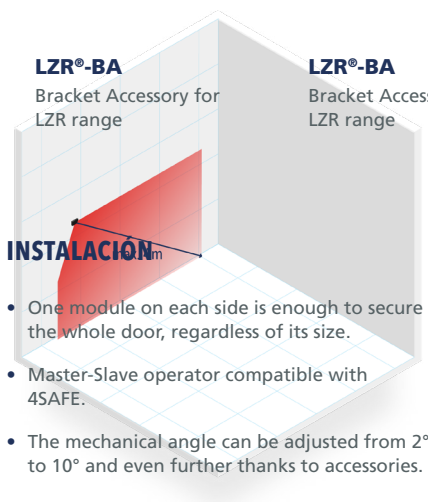 LZR®-BA
Bracket Accessory for
LZR range
LZR®-BA
Bracket Access
LZR range
INSTALACIÓN
• One module on each side is enough to secure
the whole door, regardless of its size.
• Master-Slave operator compatible with
4SAFE.
• The mechanical angle can be adjusted from 2°
to 10° and even further thanks to accessories.